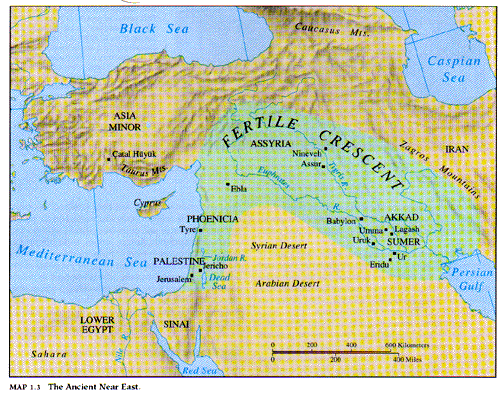 Black Sea
Caucasus Mts.
Caspian
Sea
ASIA
MINOR
FERTILE CRESCENT
ASSYRIA
IRAN
Nineveh
Assur
Tigris R.
Zagros Mountains
Çatal Hüyük
Taurus Mts
Euphrates R.
Ebla
Cyprus
PHOENICIA
Tyre
AKKAD
Babylon
Umma
Lagash
Uruk
SUMER
Ur
Eridu
Syrian Desert
Mediterranean Sea
PALESTINE
Jordan R.
Jericho
Jerusalem
Dead
Sea
Arabian Desert
Persian
Gulf
LOWER
EGYPT
SINAI
Sahara
Nile R.
Red Sea
0 200 400 600 Kilometers
0 200 400 Miles
MAP 1.3 The Ancient Near East.